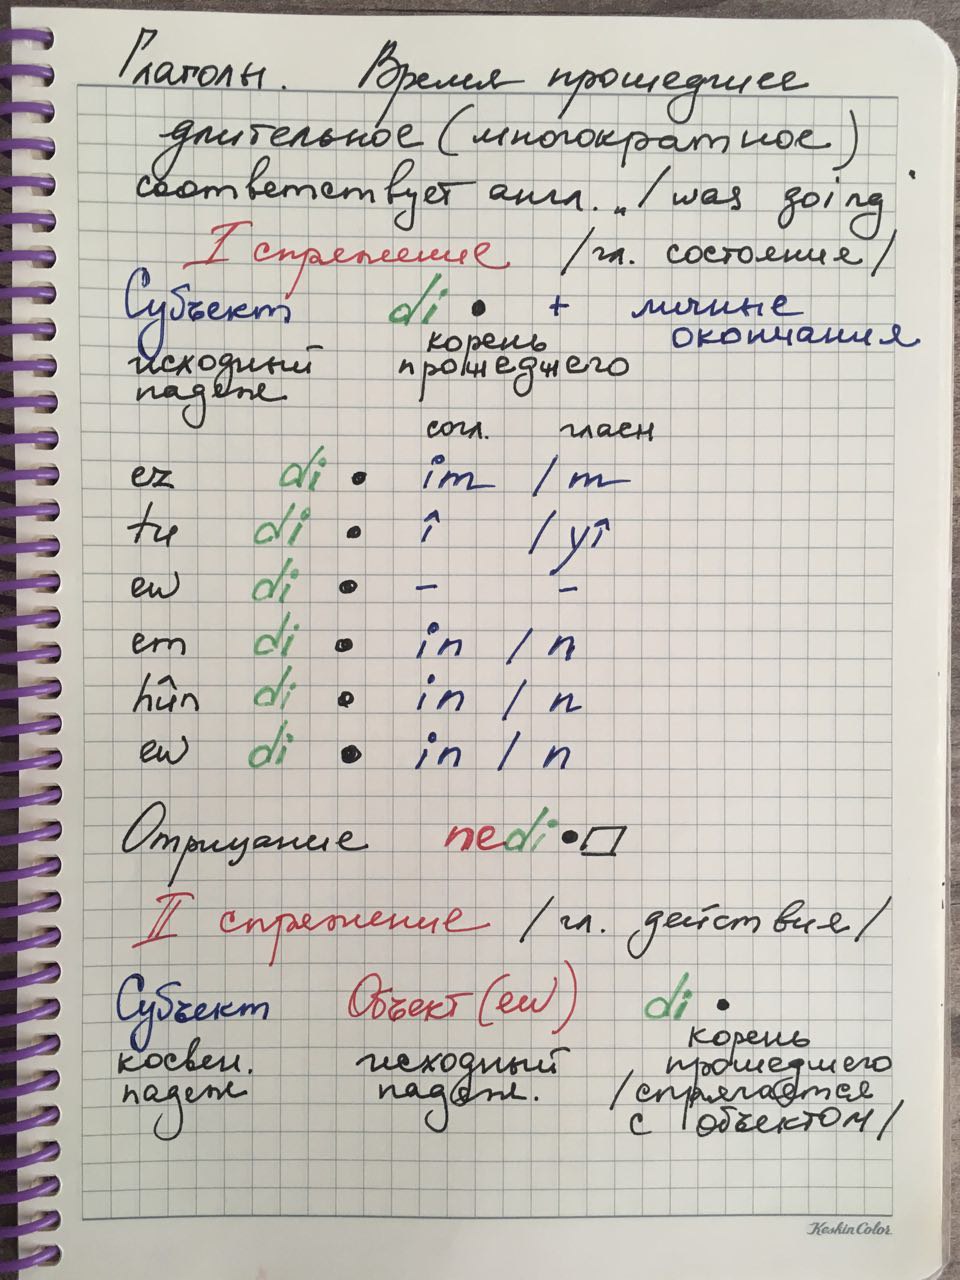 Глаголы. Время прошедшее
длительное (многократное)
соответствует англ. „I was going"
I спряжение /гл. состояния/
Субъект di • + личные окончания
исходный падеж корень прошедшего
согл. гласн
ez di • im / m
tu di • î / yî
ew di • - -
em di • in / n
hûn di • in / n
ew di • in / n
Отрицание nedi•▱
II спряжение /гл. действия/
Субъект Объект (ew) di •
косвен. падеж исходный падеж. корень прошедшего
/спрягается
с объектом/
KeskinColor